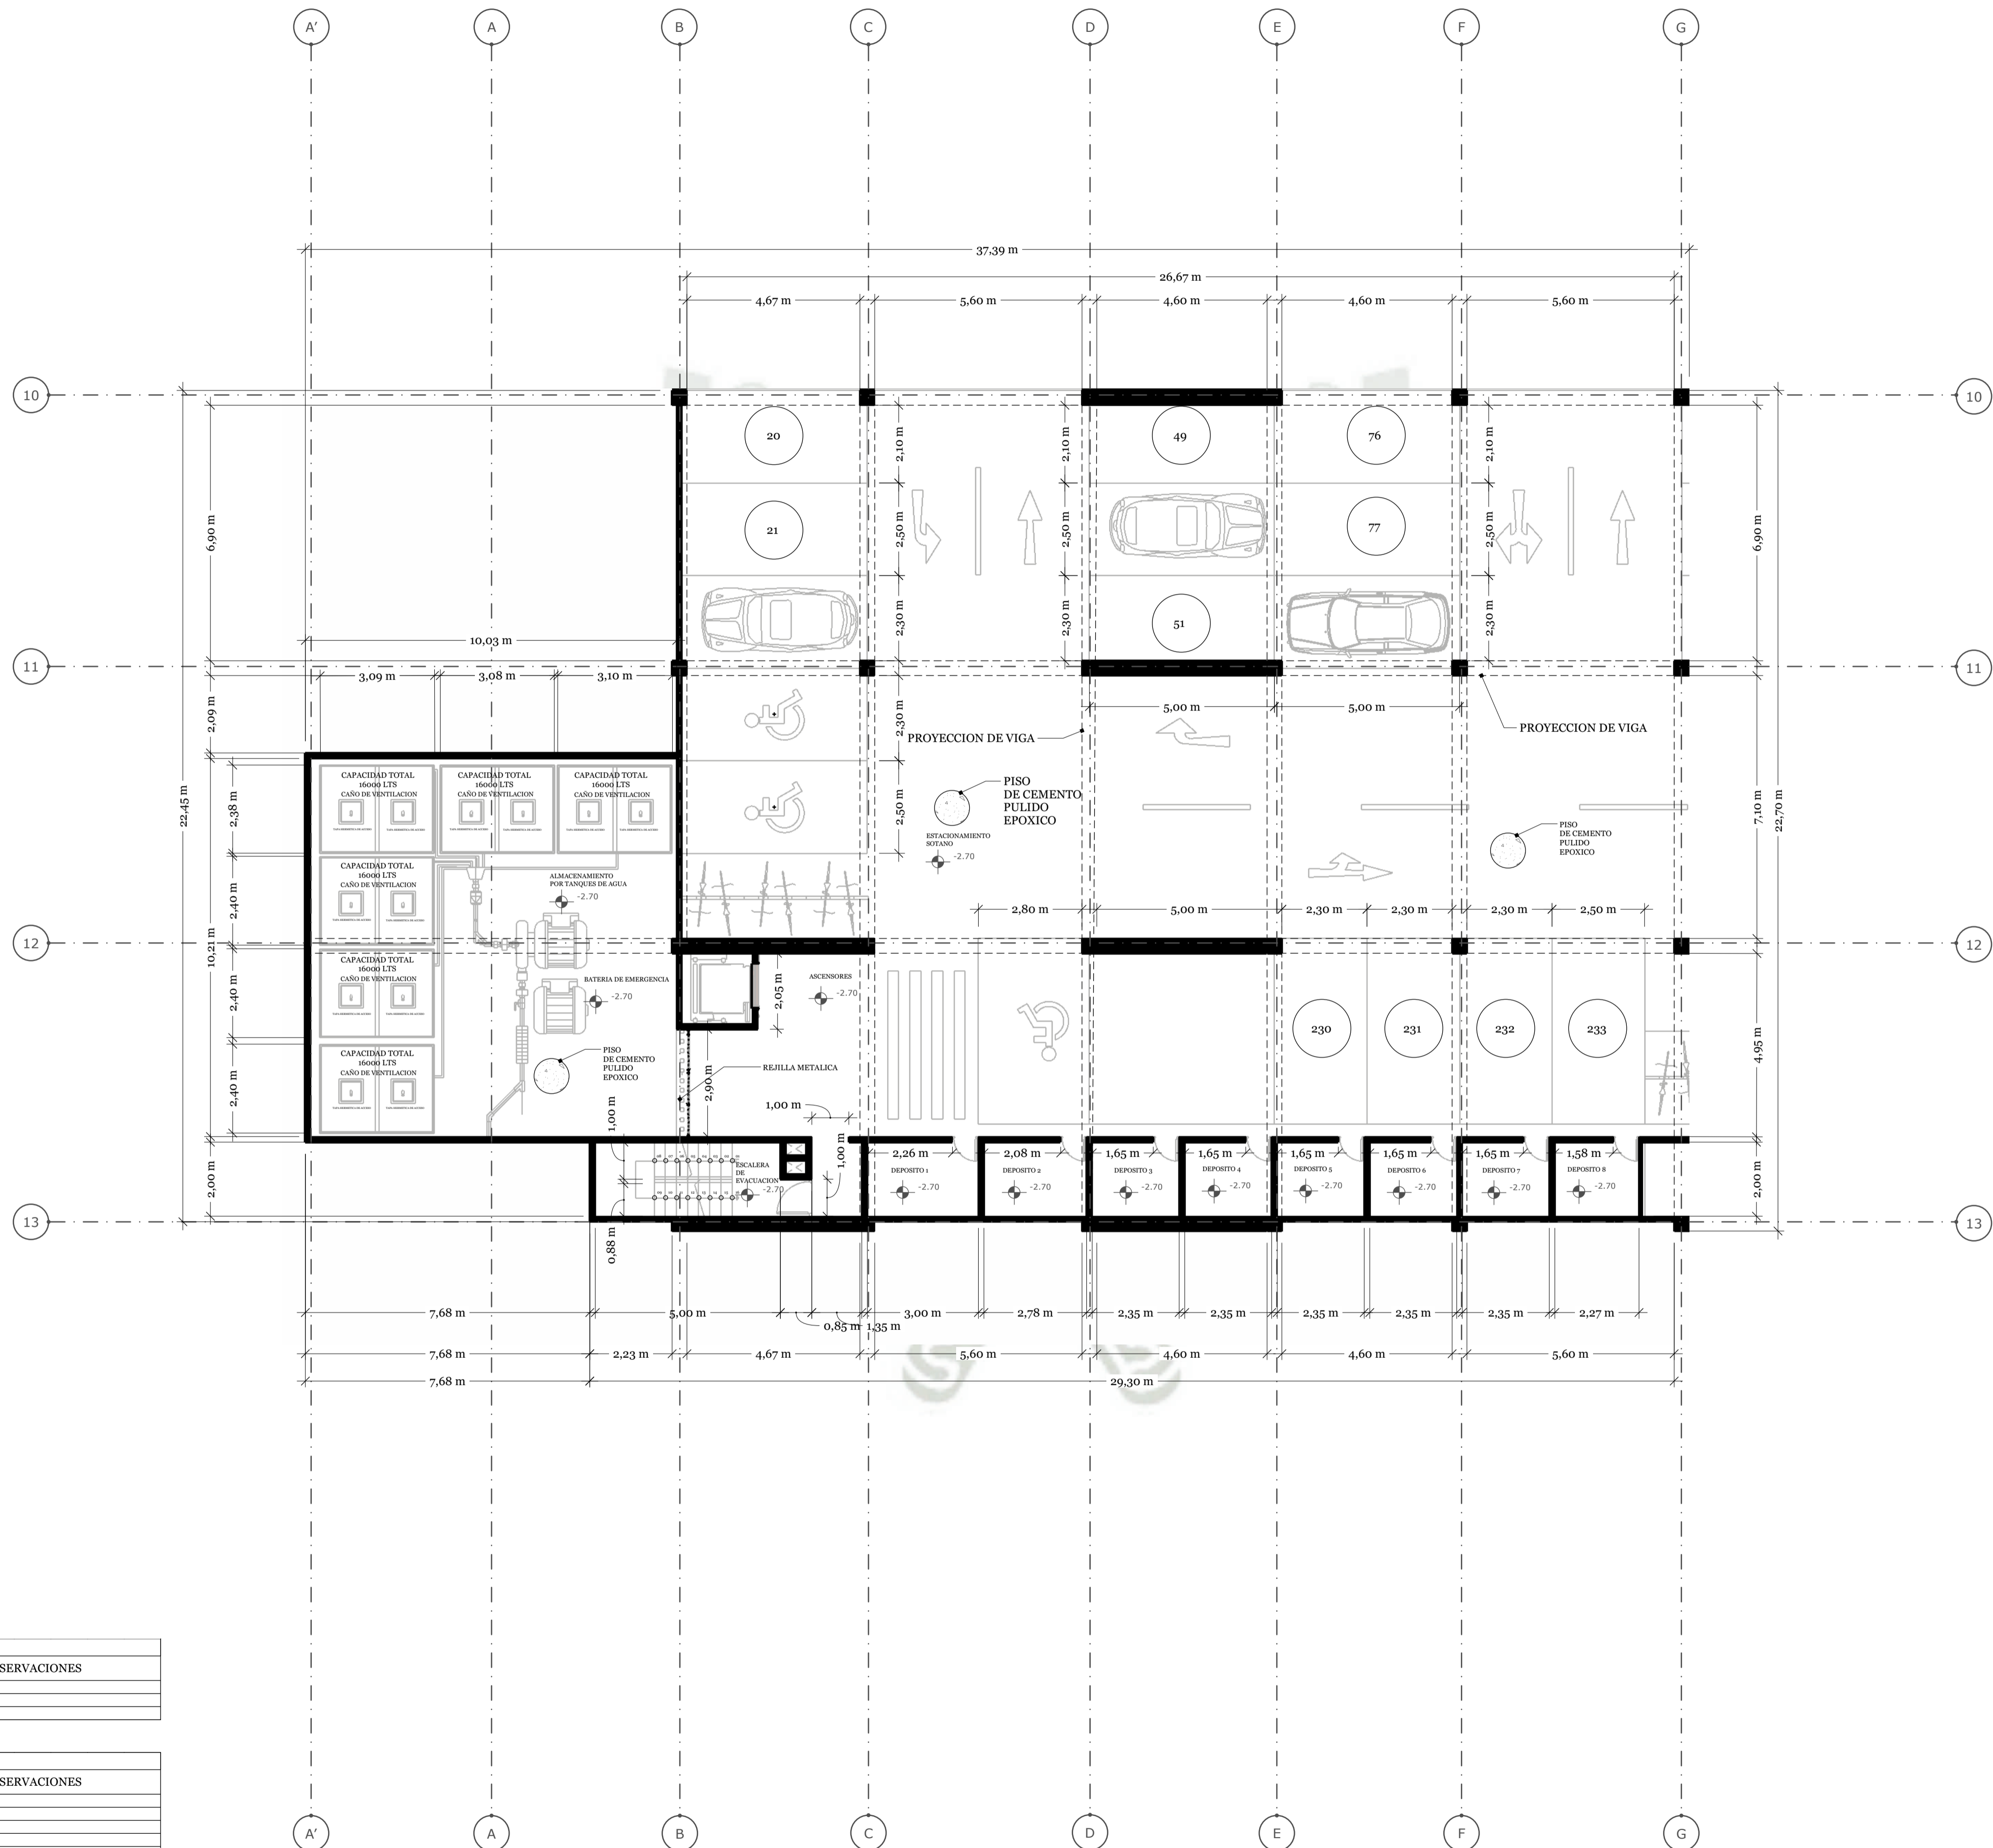 A' A B C D E F G
37,39 m
26,67 m
4,67 m 5,60 m 4,60 m 4,60 m 5,60 m
10 10
20 49 76
2,10 m 2,10 m 2,10 m
21 77
6,90 m 2,50 m 2,50 m 2,50 m 6,90 m
51
2,30 m 2,30 m 2,30 m
10,03 m
11 11
3,09 m 3,08 m 3,10 m
2,09 m
5,00 m 5,00 m
2,30 m
PROYECCION DE VIGA
PROYECCION DE VIGA
22,45 m
2,38 m
2,50 m
7,10 m
22,70 m
CAPACIDAD TOTAL
16000 LTS
CAÑO DE VENTILACION
CAPACIDAD TOTAL
16000 LTS
CAÑO DE VENTILACION
CAPACIDAD TOTAL
16000 LTS
CAÑO DE VENTILACION
PISO
DE CEMENTO
PULIDO
EPOXICO
ESTACIONAMIENTO
SOTANO
-2.70
PISO
DE CEMENTO
PULIDO
EPOXICO
CAPACIDAD TOTAL
16000 LTS
CAÑO DE VENTILACION
2,40 m
ALMACENAMIENTO
POR TANQUES DE AGUA
-2.70
2,80 m 5,00 m 2,30 m 2,30 m 2,30 m 2,50 m
12 12
10,21 m
CAPACIDAD TOTAL
16000 LTS
CAÑO DE VENTILACION
2,40 m
BATERIA DE EMERGENCIA
-2.70
2,05 m
ASCENSORES
-2.70
230 231 232 233
4,95 m
CAPACIDAD TOTAL
16000 LTS
CAÑO DE VENTILACION
2,40 m
PISO
DE CEMENTO
PULIDO
EPOXICO
REJILLA METALICA
2,90 m
1,00 m
1,00 m
1,00 m
2,00 m
ESCALERA
DE
EVACUACION
-2.70
0,88 m
2,26 m 2,08 m 1,65 m 1,65 m 1,65 m 1,65 m 1,65 m 1,58 m
DEPOSITO 1 DEPOSITO 2 DEPOSITO 3 DEPOSITO 4 DEPOSITO 5 DEPOSITO 6 DEPOSITO 7 DEPOSITO 8
-2.70 -2.70 -2.70 -2.70 -2.70 -2.70 -2.70 -2.70
2,00 m
13 13
7,68 m 5,00 m 3,00 m 2,78 m 2,35 m 2,35 m 2,35 m 2,35 m 2,35 m 2,27 m
0,85 m 1,35 m
7,68 m 2,23 m 4,67 m 5,60 m 4,60 m 4,60 m 5,60 m
7,68 m 29,30 m
SERVACIONES
SERVACIONES
A' A B C D E F G